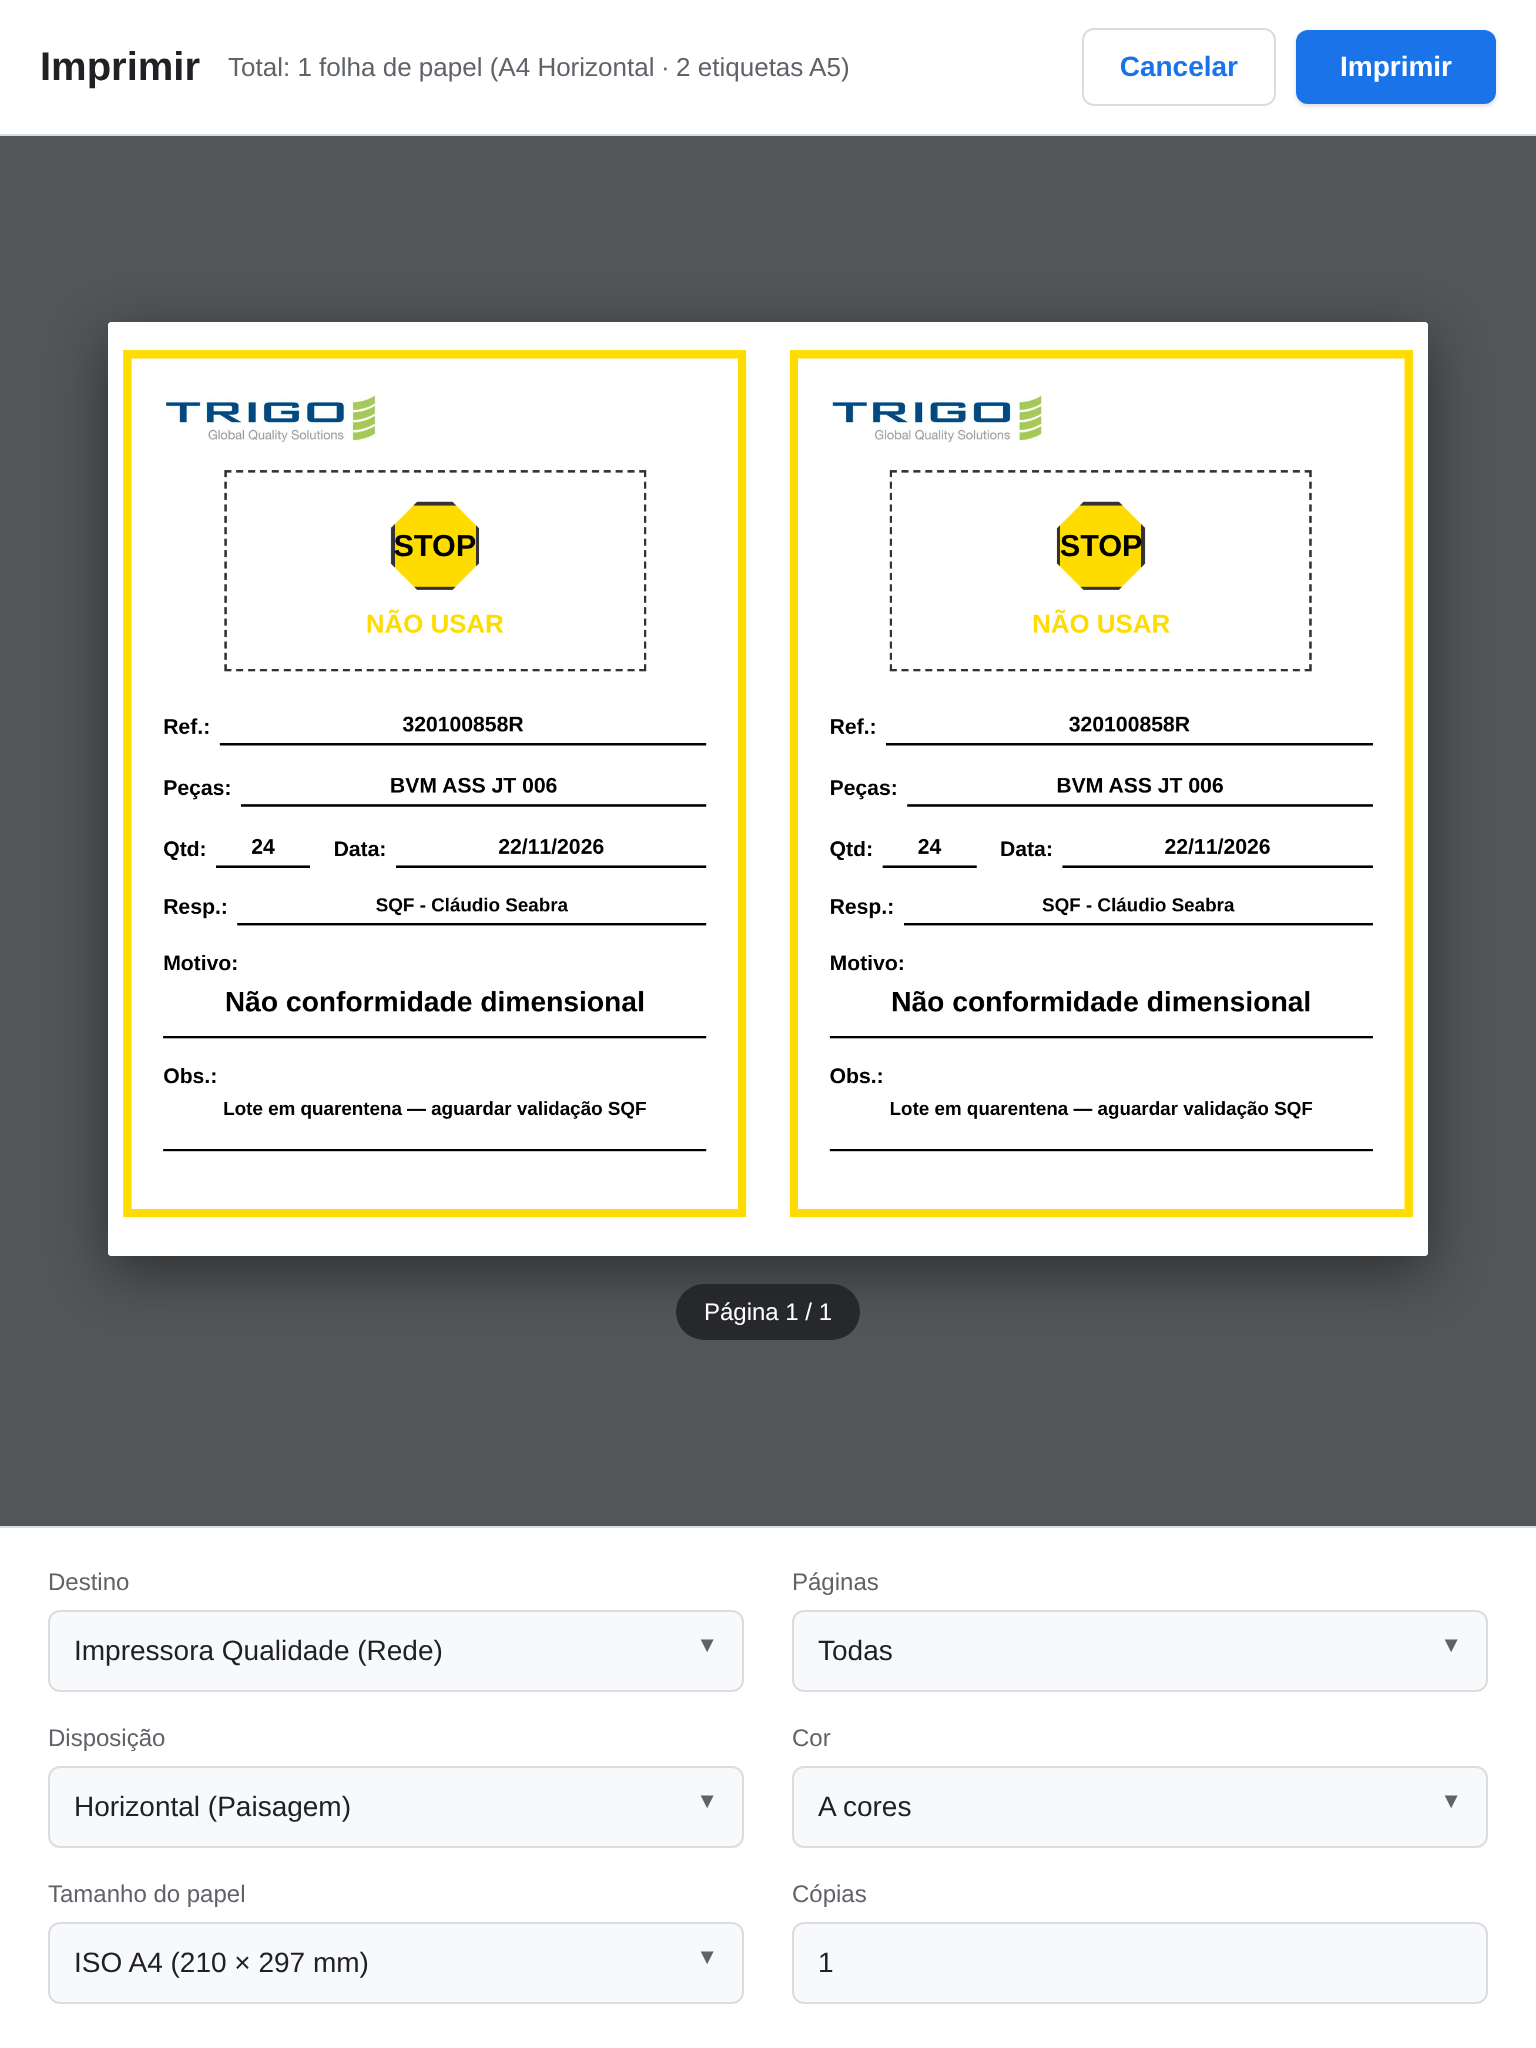 Imprimir
Total: 1 folha de papel (A4 Horizontal · 2 etiquetas A5)
Cancelar
Imprimir
TRIGO
Global Quality Solutions
STOP
NÃO USAR
Ref.: 320100858R
Peças: BVM ASS JT 006
Qtd: 24 Data: 22/11/2026
Resp.: SQF - Cláudio Seabra
Motivo:
Não conformidade dimensional
Obs.:
Lote em quarentena — aguardar validação SQF
TRIGO
Global Quality Solutions
STOP
NÃO USAR
Ref.: 320100858R
Peças: BVM ASS JT 006
Qtd: 24 Data: 22/11/2026
Resp.: SQF - Cláudio Seabra
Motivo:
Não conformidade dimensional
Obs.:
Lote em quarentena — aguardar validação SQF
Página 1 / 1
Destino
Impressora Qualidade (Rede)
Páginas
Todas
Disposição
Horizontal (Paisagem)
Cor
A cores
Tamanho do papel
ISO A4 (210 × 297 mm)
Cópias
1